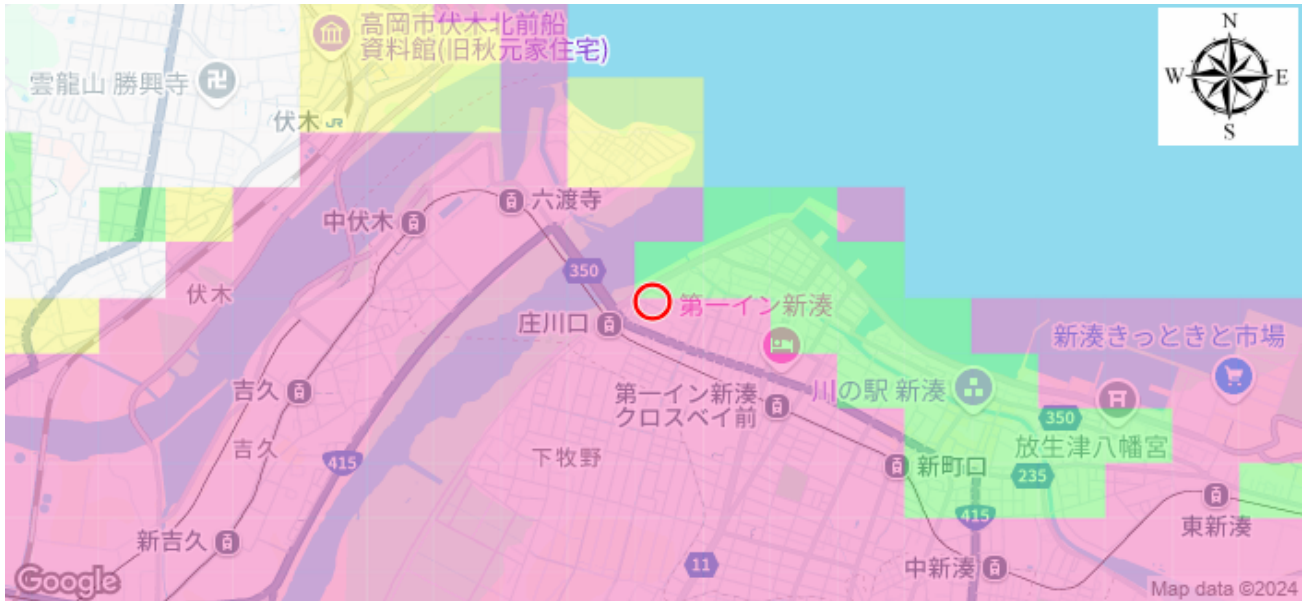 高岡市伏木北前船
資料館(旧秋元家住宅)
N
W
E
S
雲龍山 勝興寺
伏木 JR
六渡寺
中伏木
350
伏木
第一イン新湊
庄川口
新湊きっときと市場
吉久
第一イン新湊
クロスベイ前
川の駅 新湊
350
放生津八幡宮
吉久
415
下牧野
新町口
235
東新湊
415
新吉久
11
中新湊
Google
Map data ©2024